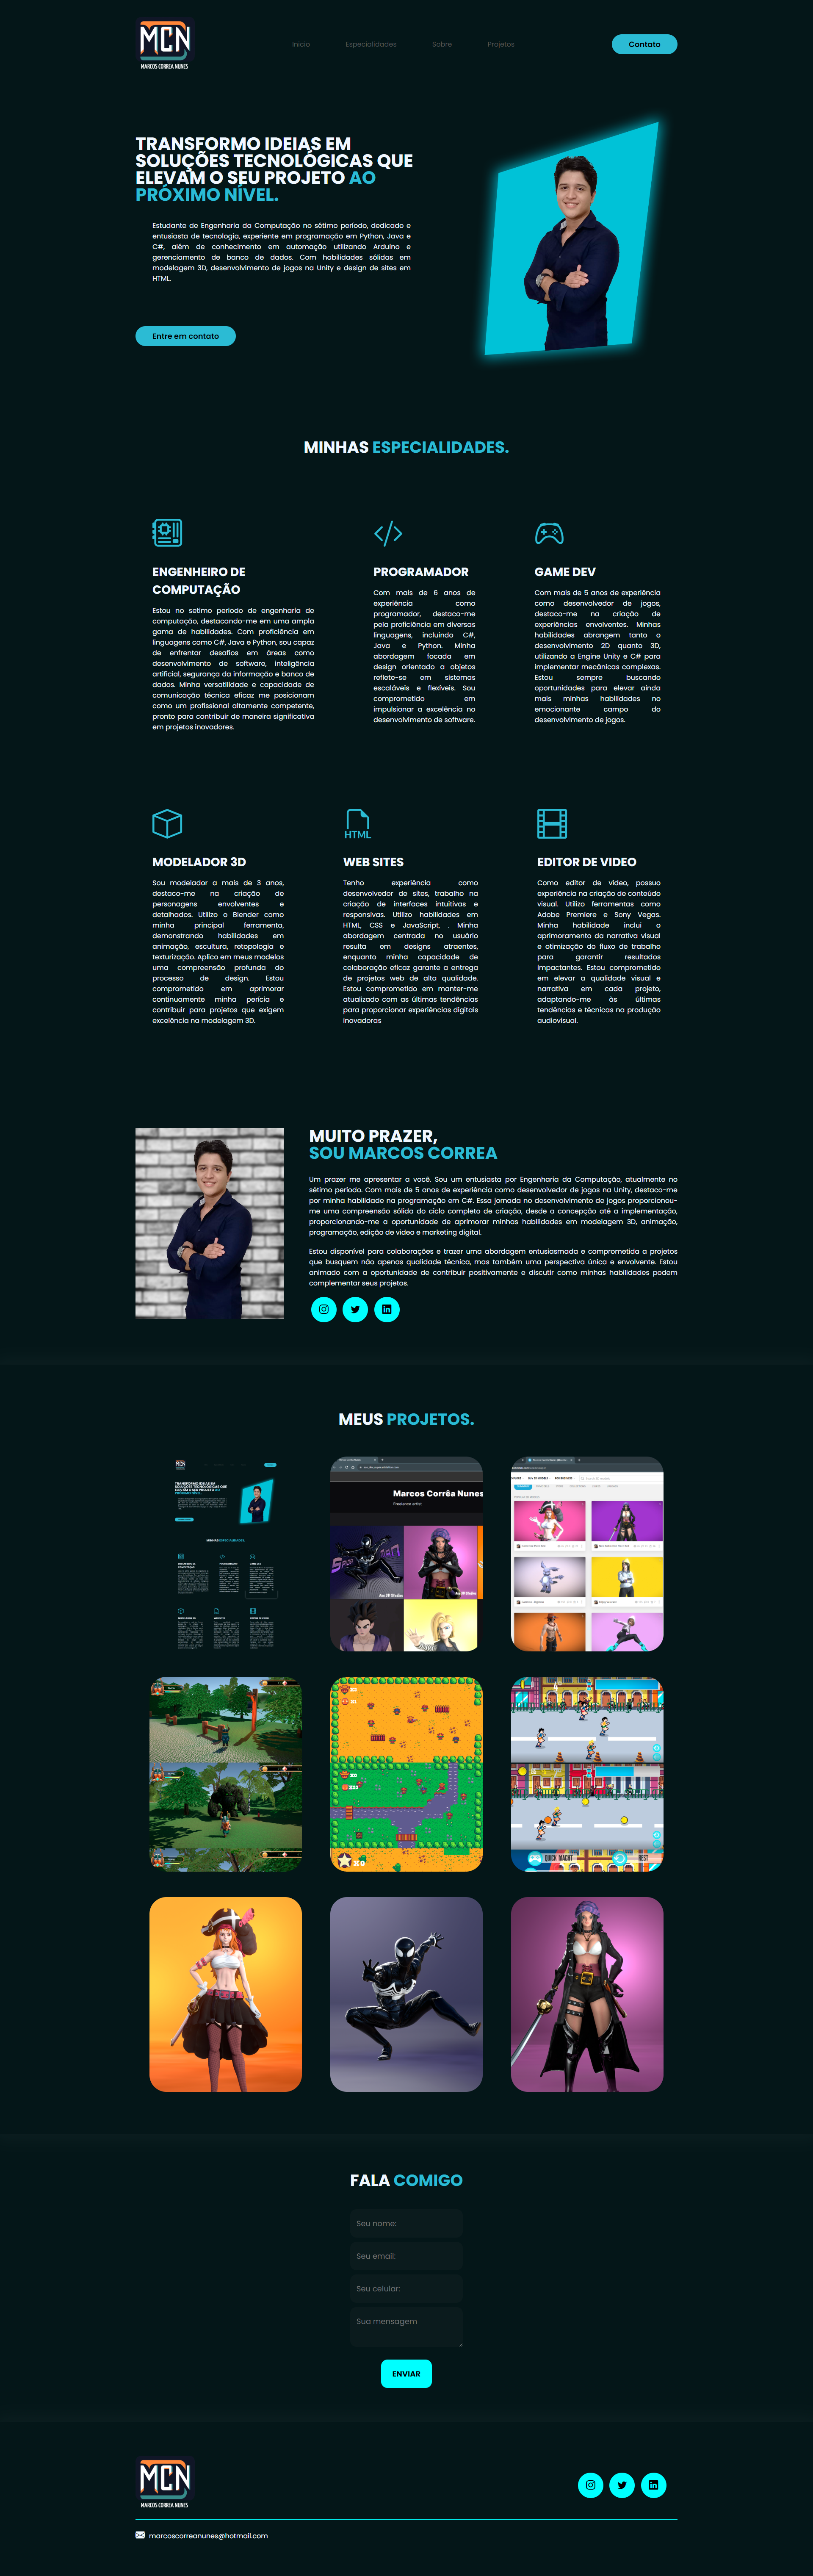 MCN
MARCOS CORREA NUNES
Inicio Especialidades Sobre Projetos
Contato
TRANSFORMO IDEIAS EM
SOLUÇÕES TECNOLÓGICAS QUE
ELEVAM O SEU PROJETO AO
PRÓXIMO NÍVEL.
Estudante de Engenharia da Computação no sétimo período, dedicado e
entusiasta de tecnologia, experiente em programação em Python, Java e
C#, além de conhecimento em automação utilizando Arduino e
gerenciamento de banco de dados. Com habilidades sólidas em
modelagem 3D, desenvolvimento de jogos na Unity e design de sites em
HTML.
Entre em contato
MINHAS ESPECIALIDADES.
ENGENHEIRO DE
COMPUTAÇÃO
Estou no setimo periodo de engenharia de
computação, destacando-me em uma ampla
gama de habilidades. Com proficiência em
linguagens como C#, Java e Python, sou capaz
de enfrentar desafios em áreas como
desenvolvimento de software, inteligência
artificial, segurança da informação e banco de
dados. Minha versatilidade e capacidade de
comunicação técnica eficaz me posicionam
como um profissional altamente competente,
pronto para contribuir de maneira significativa
em projetos inovadores.
PROGRAMADOR
Com mais de 6 anos de
experiência como
programador, destaco-me
pela proficiência em diversas
linguagens, incluindo C#,
Java e Python. Minha
abordagem focada em
design orientado a objetos
reflete-se em sistemas
escaláveis e flexíveis. Sou
comprometido em
impulsionar a excelência no
desenvolvimento de software.
GAME DEV
Com mais de 5 anos de experiência
como desenvolvedor de jogos,
destaco-me na criação de
experiências envolventes. Minhas
habilidades abrangem tanto o
desenvolvimento 2D quanto 3D,
utilizando a Engine Unity e C# para
implementar mecânicas complexas.
Estou sempre buscando
oportunidades para elevar ainda
mais minhas habilidades no
emocionante campo do
desenvolvimento de jogos.
MODELADOR 3D
Sou modelador a mais de 3 anos,
destaco-me na criação de
personagens envolventes e
detalhados. Utilizo o Blender como
minha principal ferramenta,
demonstrando habilidades em
animação, escultura, retopologia e
texturização. Aplico em meus modelos
uma compreensão profunda do
processo de design. Estou
comprometido em aprimorar
continuamente minha perícia e
contribuir para projetos que exigem
excelência na modelagem 3D.
HTML
WEB SITES
Tenho experiência como
desenvolvedor de sites, trabalho na
criação de interfaces intuitivas e
responsivas. Utilizo habilidades em
HTML, CSS e JavaScript, . Minha
abordagem centrada no usuário
resulta em designs atraentes,
enquanto minha capacidade de
colaboração eficaz garante a entrega
de projetos web de alta qualidade.
Estou comprometido em manter-me
atualizado com as últimas tendências
para proporcionar experiências digitais
inovadoras
EDITOR DE VIDEO
Como editor de vídeo, possuo
experiência na criação de conteúdo
visual. Utilizo ferramentas como
Adobe Premiere e Sony Vegas.
Minha habilidade inclui o
aprimoramento da narrativa visual
e otimização do fluxo de trabalho
para garantir resultados
impactantes. Estou comprometido
em elevar a qualidade visual e
narrativa em cada projeto,
adaptando-me às últimas
tendências e técnicas na produção
audiovisual.
MUITO PRAZER,
SOU MARCOS CORREA
Um prazer me apresentar a você. Sou um entusiasta por Engenharia da Computação, atualmente no
sétimo período. Com mais de 5 anos de experiência como desenvolvedor de jogos na Unity, destaco-me
por minha habilidade na programação em C#. Essa jornada no desenvolvimento de jogos proporcionou-
me uma compreensão sólida do ciclo completo de criação, desde a concepção até a implementação,
proporcionando-me a oportunidade de aprimorar minhas habilidades em modelagem 3D, animação,
programação, edição de vídeo e marketing digital.
Estou disponível para colaborações e trazer uma abordagem entusiasmada e comprometida a projetos
que busquem não apenas qualidade técnica, mas também uma perspectiva única e envolvente. Estou
animado com a oportunidade de contribuir positivamente e discutir como minhas habilidades podem
complementar seus projetos.
MEUS PROJETOS.
MCN
TRANSFORMO IDEIAS EM
SOLUÇÕES TECNOLÓGICAS QUE
ELEVAM O SEU PROJETO AO
PRÓXIMO NÍVEL.
MINHAS ESPECIALIDADES.
Marcos Corrêa Nunes
Freelancer artist
X0
X1
X0
X23
X0
QUICK MACHT
REST
FALA COMIGO
Seu nome:
Seu email:
Seu celular:
Sua mensagem
ENVIAR
MCN
MARCOS CORREA NUNES
marcoscorreanunes@hotmail.com